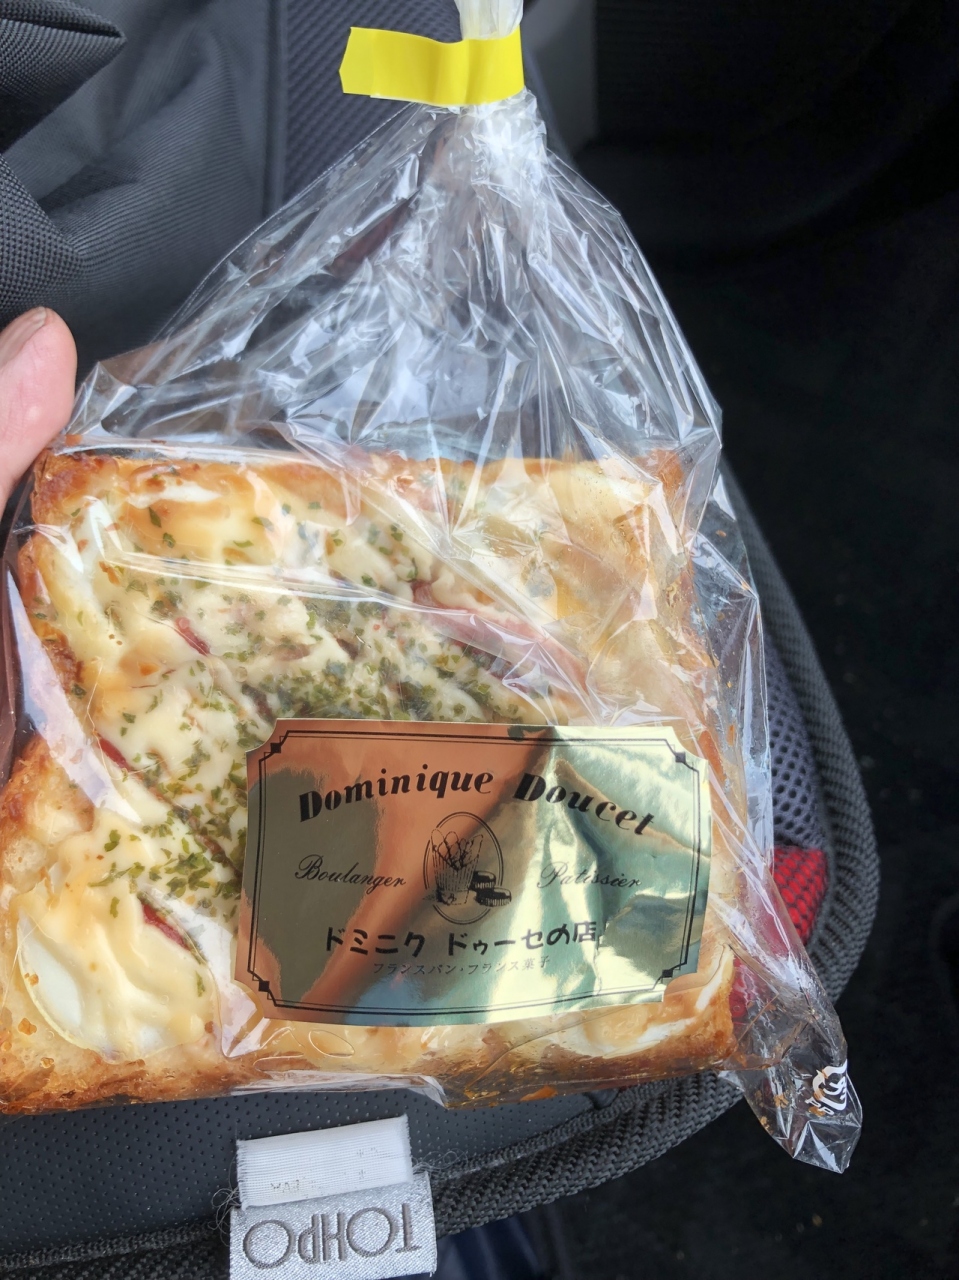 Dominique Doucet
Boulanger Patissier
ドミニク ドゥーセの店
フランスパン・フランス菓子
TOHPO